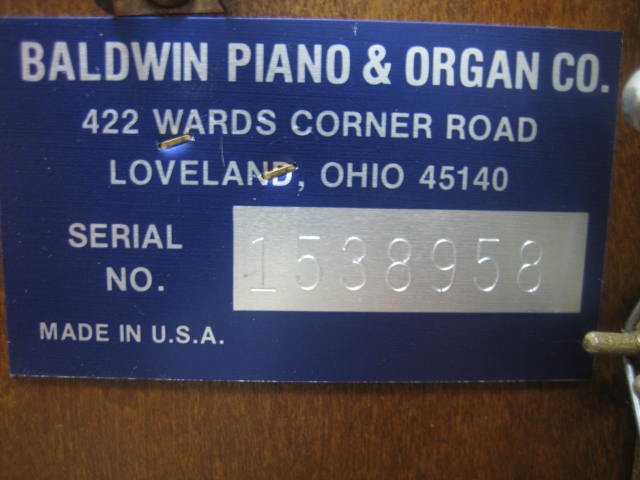 BALDWIN PIANO & ORGAN CO.
422 WARDS CORNER ROAD
LOVELAND, OHIO 45140
SERIAL
NO.
1538958
MADE IN U.S.A.